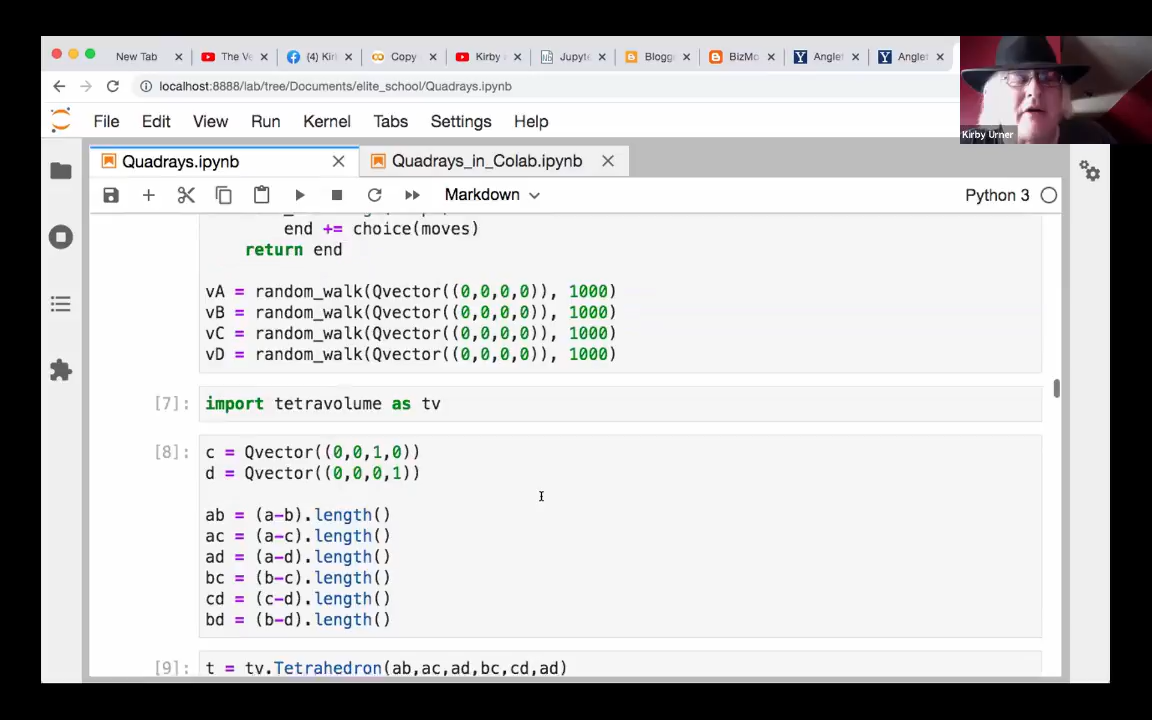 New Tab
The Ve
(4) Kir
Copy
Kirby
Jupyt
Blogg
BizMo
Anglet
Anglet
localhost:8888/lab/tree/Documents/elite_school/Quadrays.ipynb
Kirby Urner
File Edit View Run Kernel Tabs Settings Help
Quadrays.ipynb
Quadrays_in_Colab.ipynb
Markdown
Python 3
end += choice(moves)
return end
vA = random_walk(Qvector((0,0,0,0)), 1000)
vB = random_walk(Qvector((0,0,0,0)), 1000)
vC = random_walk(Qvector((0,0,0,0)), 1000)
vD = random_walk(Qvector((0,0,0,0)), 1000)
[7]: import tetravolume as tv
[8]: c = Qvector((0,0,1,0))
d = Qvector((0,0,0,1))
ab = (a-b).length()
ac = (a-c).length()
ad = (a-d).length()
bc = (b-c).length()
cd = (c-d).length()
bd = (b-d).length()
[9]: t = tv.Tetrahedron(ab,ac,ad,bc,cd,ad)